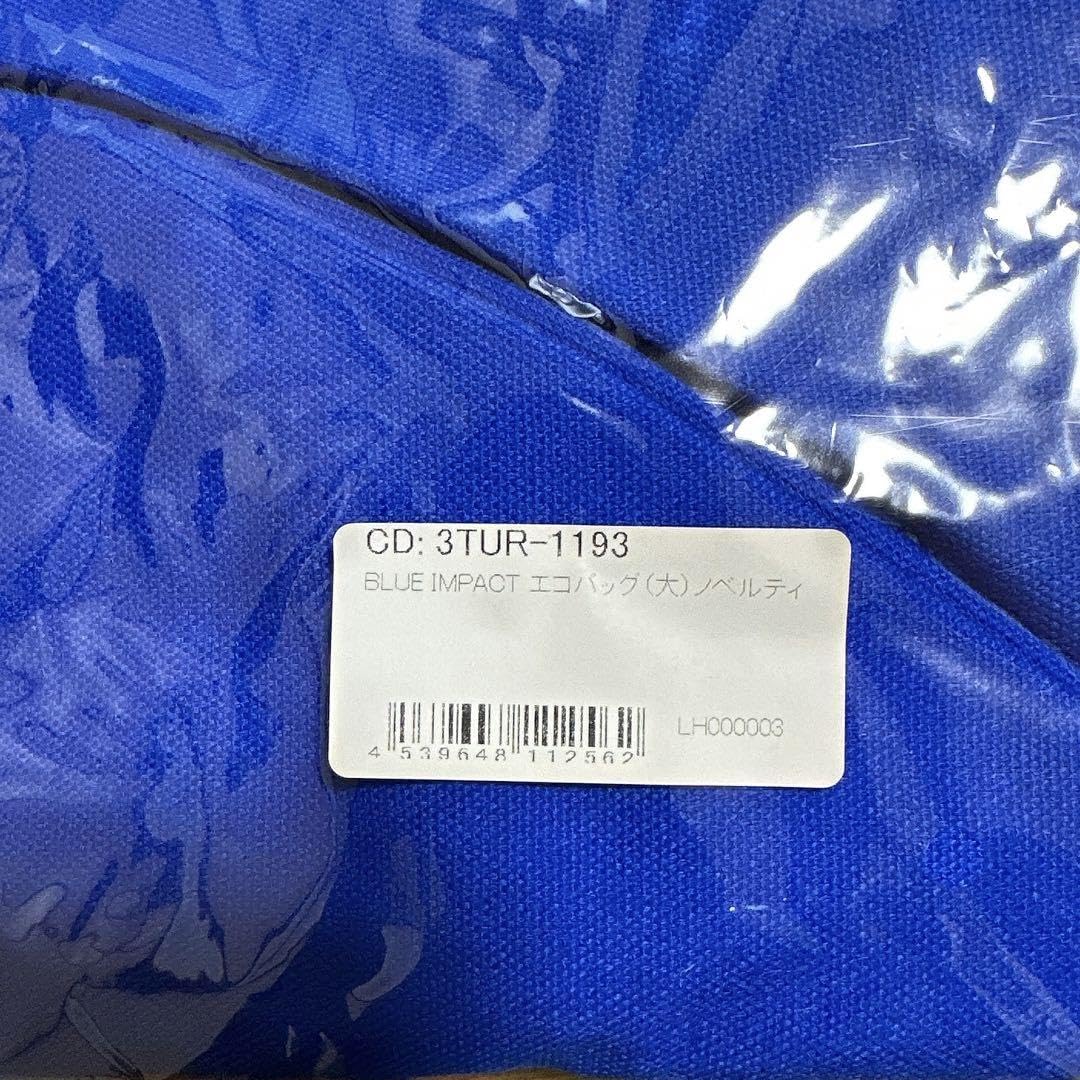 CD: 3TUR-1193
BLUE IMPACT エコバッグ(大)ノベルティ
LH000003
4 539648 112562